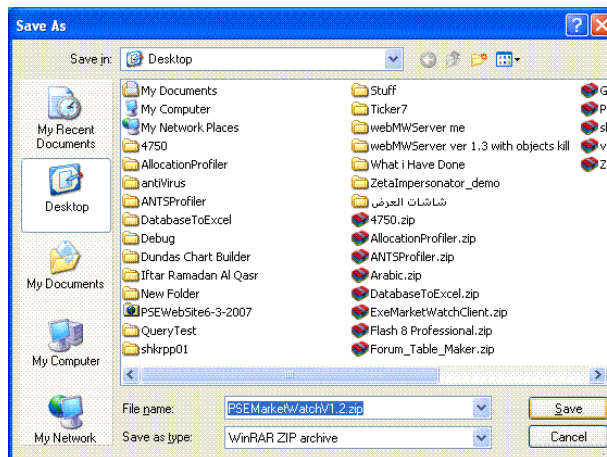 Save As
Save in:
Desktop
My Recent
Documents
Desktop
My Documents
My Computer
My Network
My Documents
My Computer
My Network Places
4750
AllocationProfiler
antiVirus
ANTSProfiler
DatabaseToExcel
Debug
Dundas Chart Builder
Iftar Ramadan Al Qasr
New Folder
PSEWebSite6-3-2007
QueryTest
shkrpp01
Stuff
Ticker7
webMWServer me
webMWServer ver 1.3 with objects kill
What i Have Done
ZetaImpersonator_demo
شاشات العرض
4750.zip
AllocationProfiler.zip
ANTSProfiler.zip
Arabic.zip
DatabaseToExcel.zip
ExeMarketWatchClient.zip
Flash 8 Professional.zip
Forum_Table_Maker.zip
G
P
sl
v
Z
File name:
PSEMarketWatchV1.2.zip
Save
Save as type:
WinRAR ZIP archive
Cancel